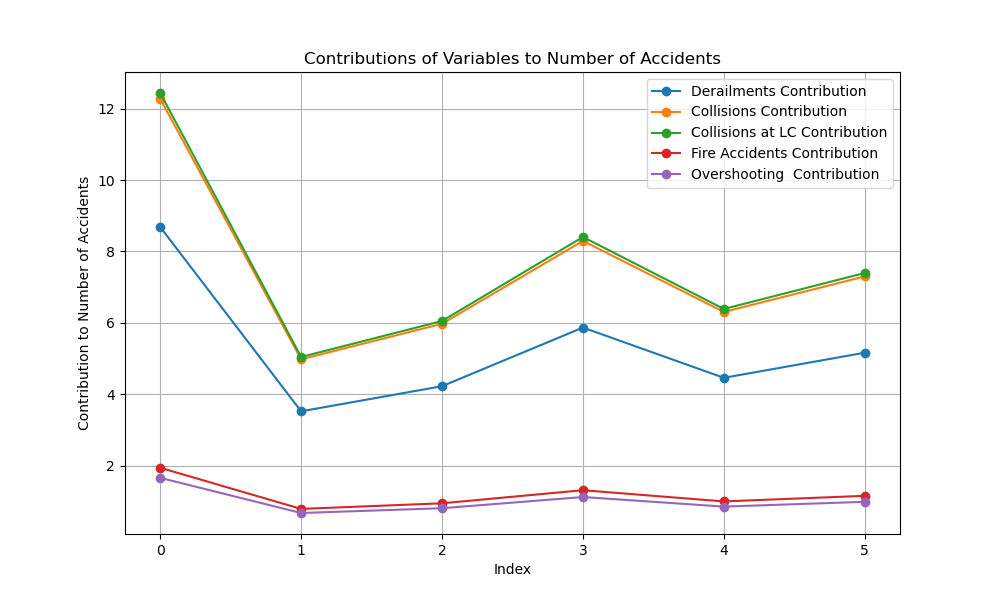 Contributions of Variables to Number of Accidents
Derailments Contribution
Collisions Contribution
Collisions at LC Contribution
Fire Accidents Contribution
Overshooting  Contribution
Contribution to Number of Accidents
12
10
8
6
4
2
0 1 2 3 4 5
Index